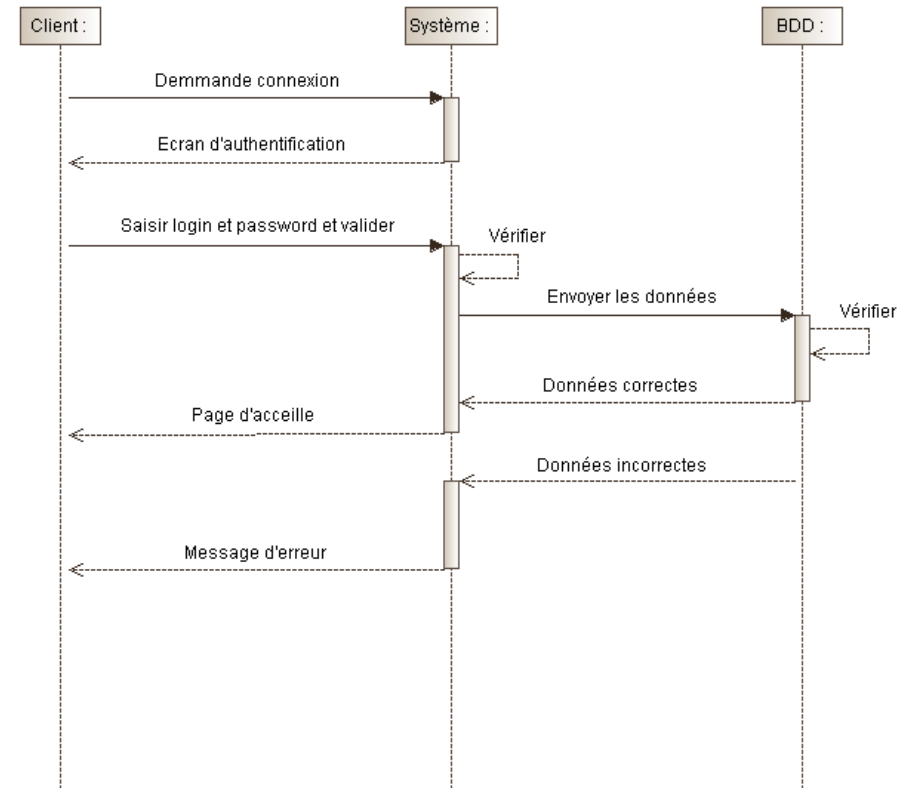 Client :
Système :
BDD :
Demmande connexion
Ecran d'authentification
Saisir login et password et valider
Vérifier
Envoyer les données
Vérifier
Données correctes
Page d'acceille
Données incorrectes
Message d'erreur